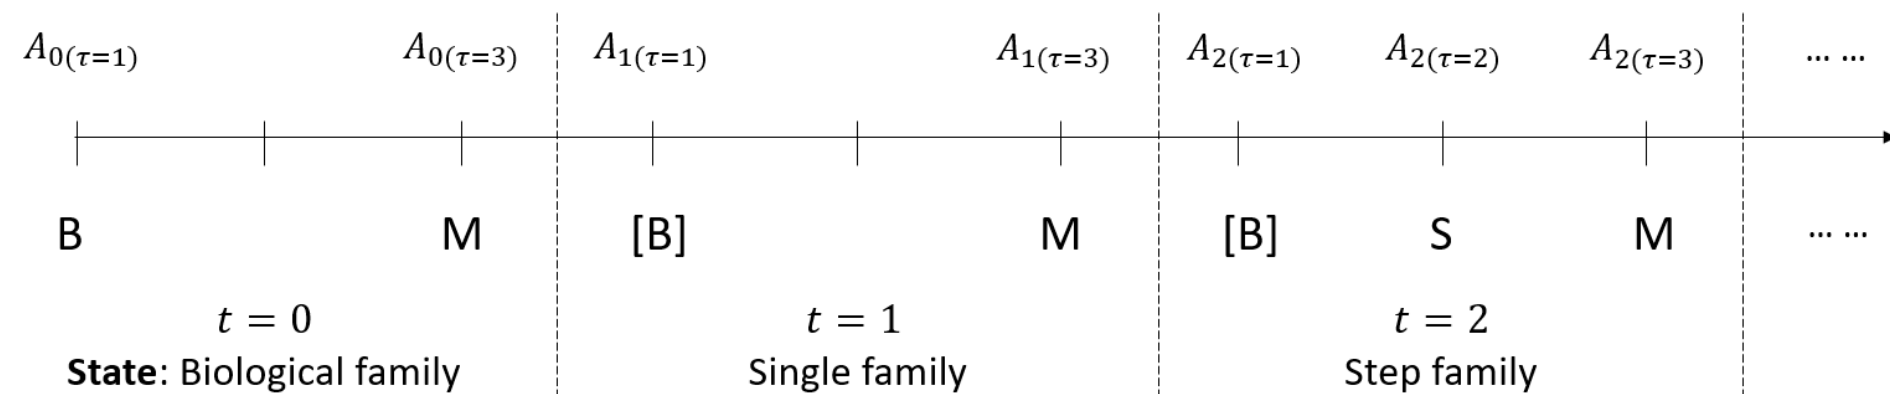 A0(τ=1) A0(τ=3) A1(τ=1) A1(τ=3) A2(τ=1) A2(τ=2) A2(τ=3) ... ...
B M [B] M [B] S M ... ...
t = 0 t = 1 t = 2
State: Biological family Single family Step family